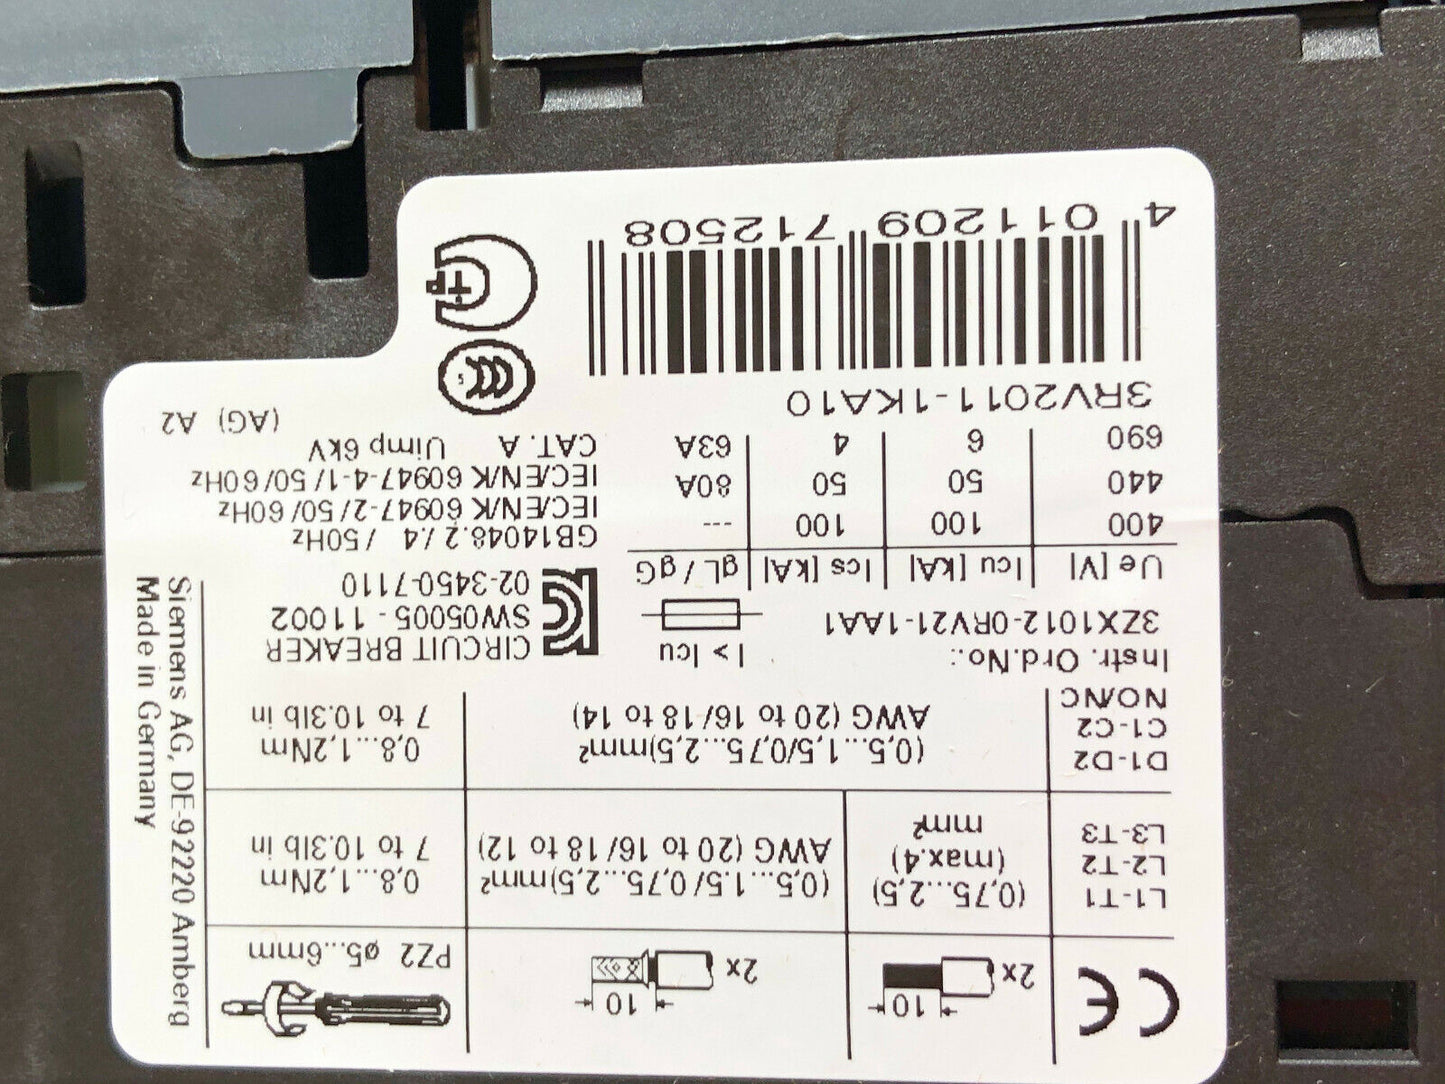 2x
10
2x
10
PZ2 ø5...6mm
L1-T1
L2-T2
L3-T3
(0,75...2,5)
(max.4)
mm²
(0,5...1.5/0,75...2,5)mm²
AWG (20 to 16/18 to 12)
0,8...1,2Nm
7 to 10.3lb in
D1-D2
C1-C2
NO/NC
(0,5...1,5/0,75...2,5)mm²
AWG (20 to 16/18 to 14)
0,8...1,2Nm
7 to 10.3lb in
Instr. Ord.No.:
3ZX1012-0RV21-1AA1
I > Icu
CIRCUIT BREAKER
SW05005 - 11002
02-3450-7110
Ue [V] Icu [kA] Ics [kA] gL / gG
400 100 100 ---
440 50 50 80A
690 6 4 63A
GB14048.2 /.4 / 50Hz
IEC/EN/K 60947-2/ 50/ 60Hz
IEC/EN/K 60947-4-1/ 50/ 60Hz
CAT. A Uimp 6kV
(AG) A2
3RV2011-1KA10
4 011209 712508
CCC
S
Siemens AG, DE-92220 Amberg
Made in Germany